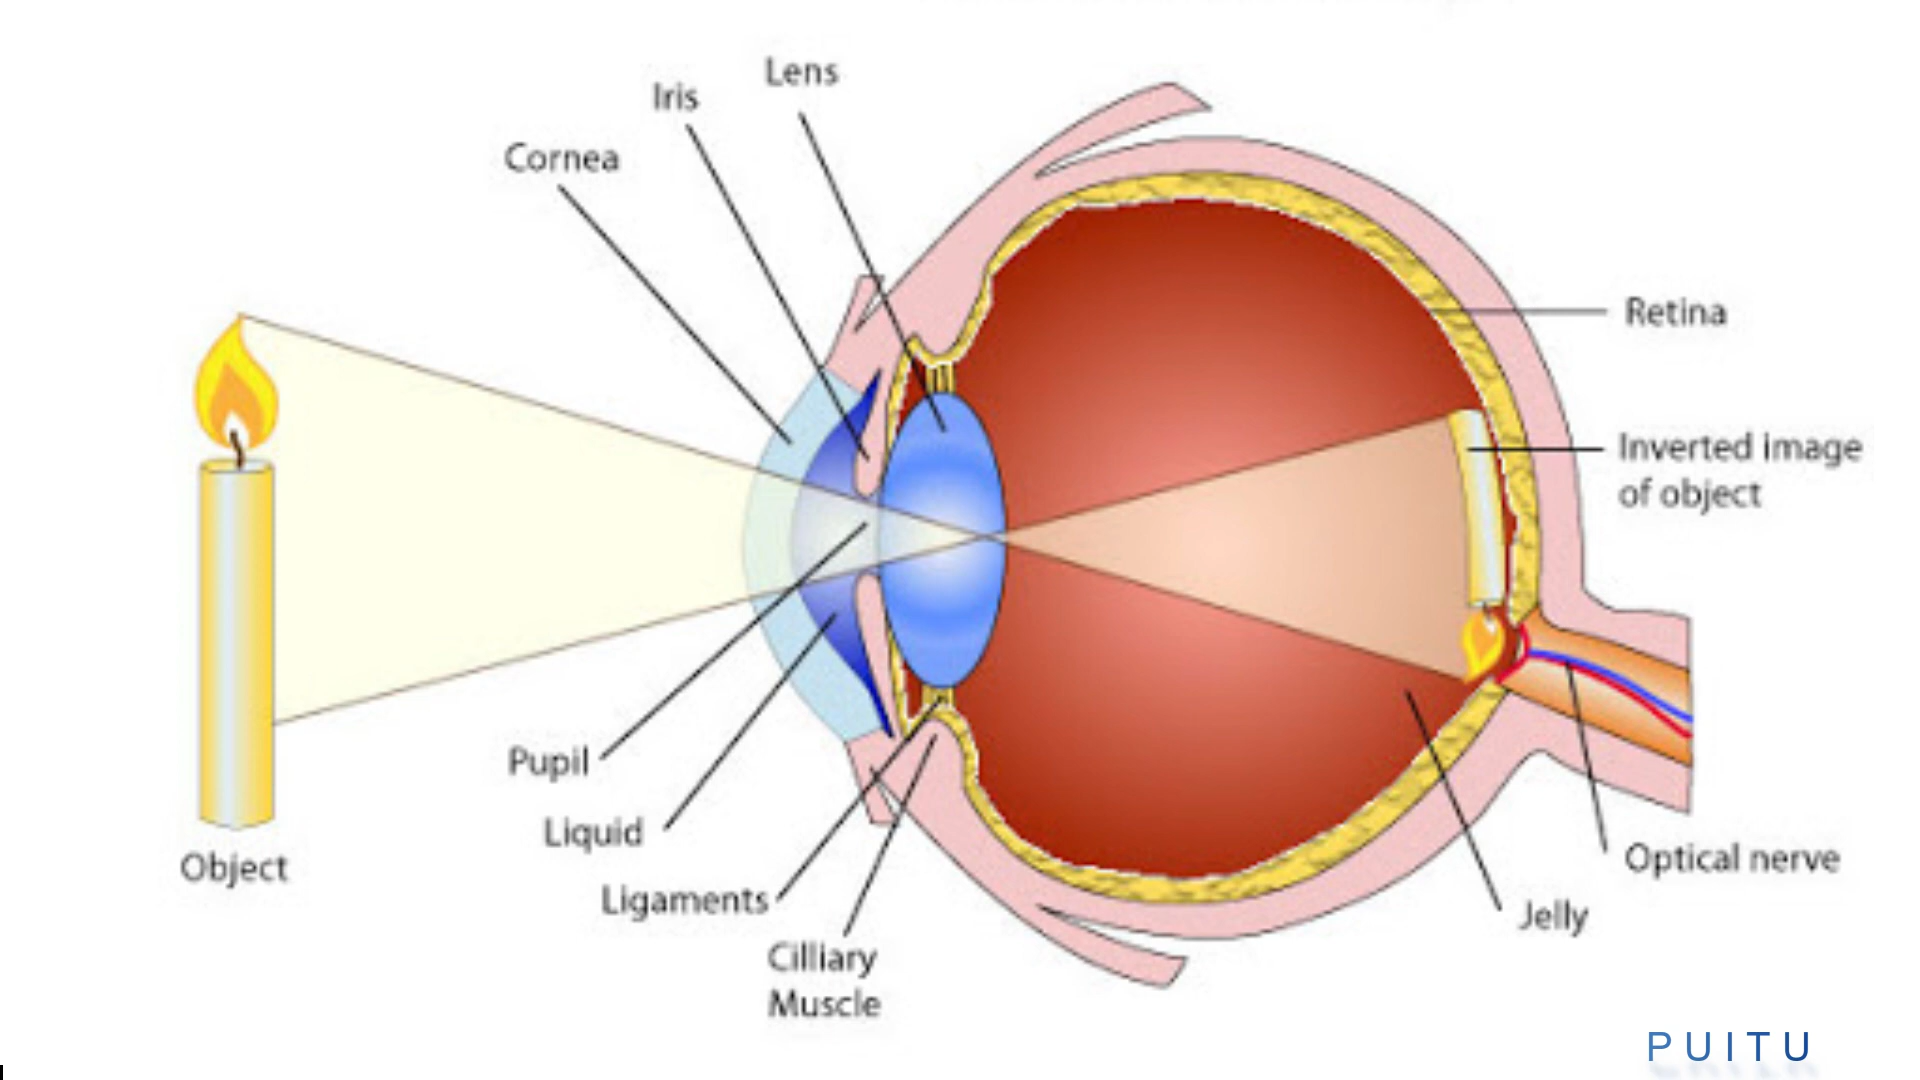 Lens
Iris
Cornea
Retina
Inverted image
of object
Pupil
Liquid
Object
Optical nerve
Ligaments
Jelly
Cilliary
Muscle
PUITU